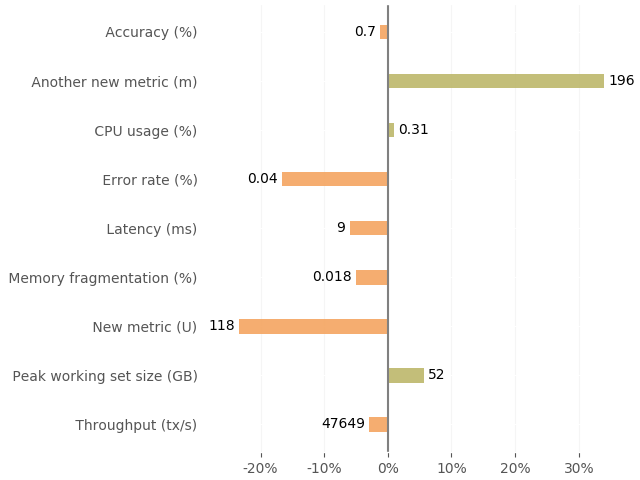 Accuracy (%) 0.7
Another new metric (m) 196
CPU usage (%) 0.31
Error rate (%) 0.04
Latency (ms) 9
Memory fragmentation (%) 0.018
New metric (U) 118
Peak working set size (GB) 52
Throughput (tx/s) 47649
-20% -10% 0% 10% 20% 30%